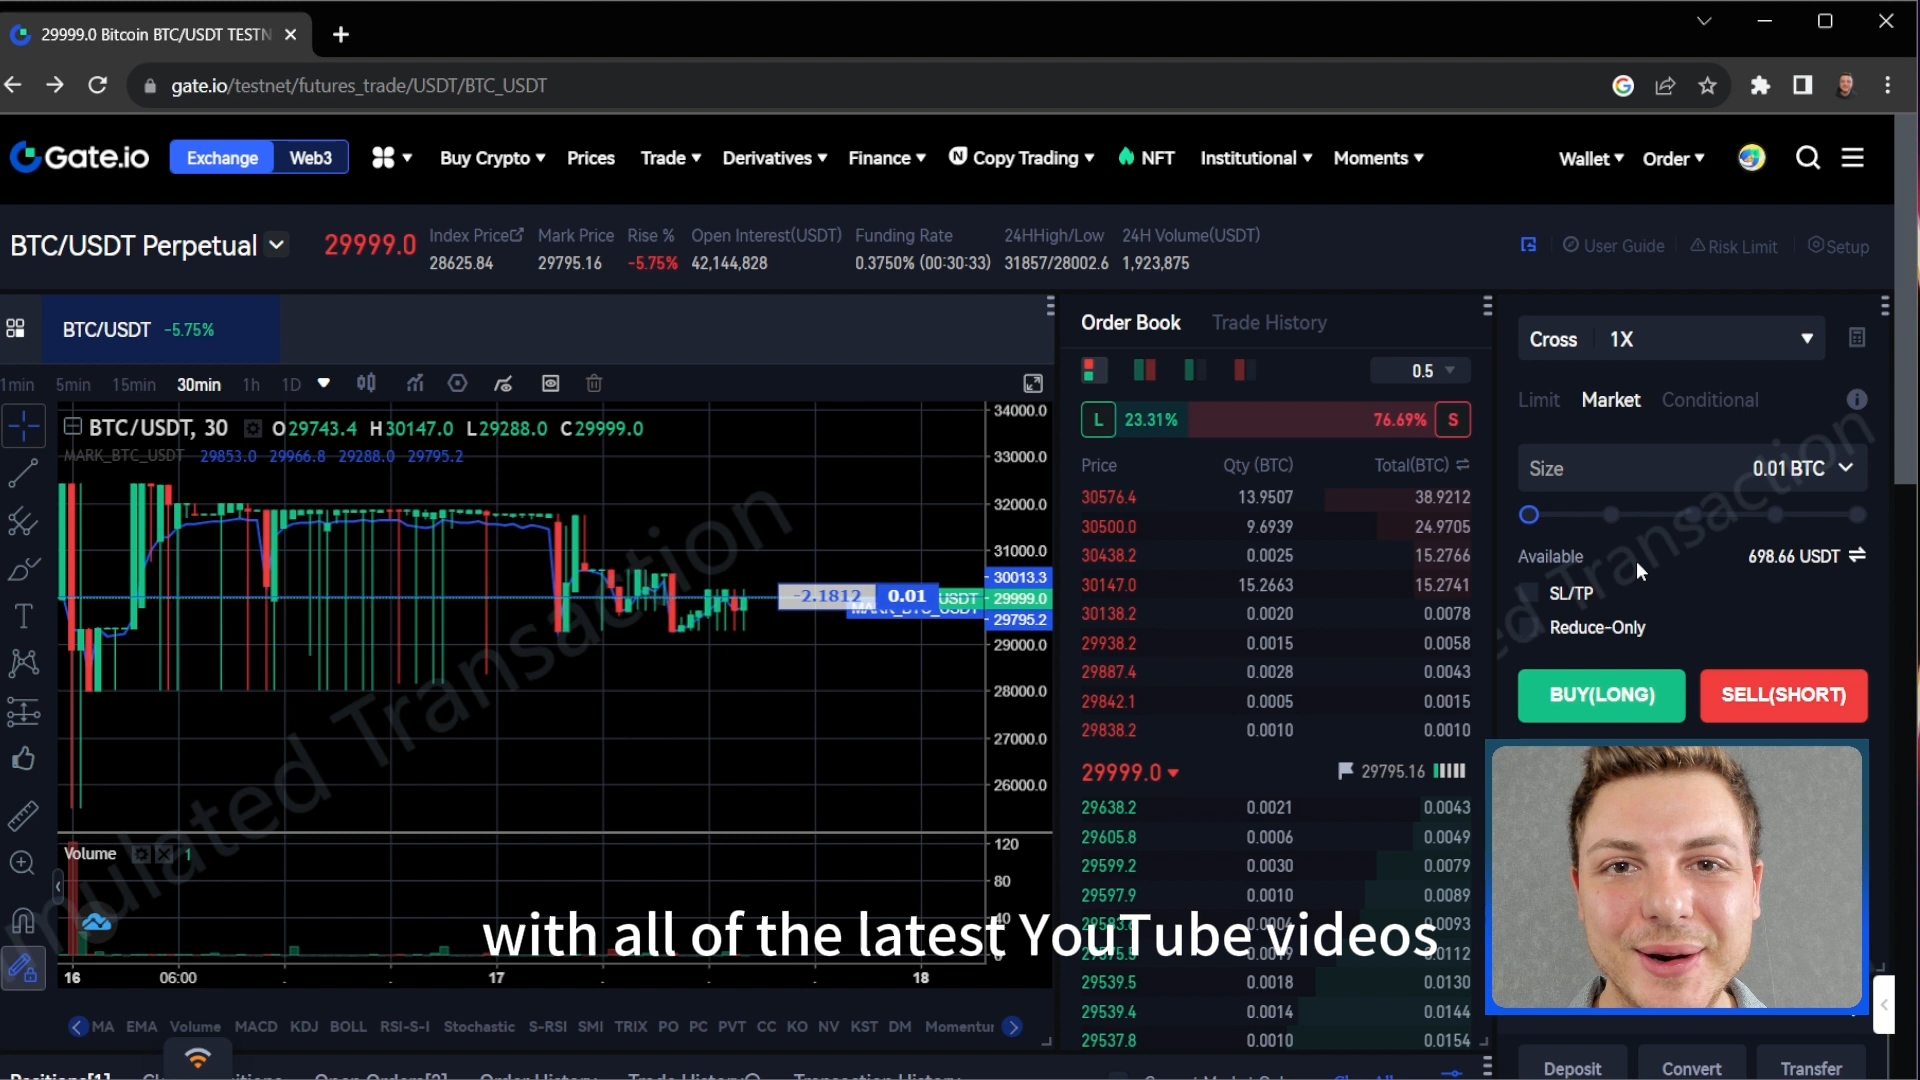 29999.0 Bitcoin BTC/USDT TESTN
gate.io/testnet/futures_trade/USDT/BTC_USDT
Gate.io Exchange Web3 Buy Crypto Prices Trade Derivatives Finance Copy Trading NFT Institutional Moments Wallet Order
BTC/USDT Perpetual 29999.0
Index Price Mark Price Rise % Open Interest(USDT) Funding Rate 24HHigh/Low 24H Volume(USDT)
28625.84 29795.16 -5.75% 42,144,828 0.3750% (00:30:33) 31857/28002.6 1,923,875
User Guide Risk Limit Setup
BTC/USDT -5.75%
1min 5min 15min 30min 1h 1D
BTC/USDT, 30 O29743.4 H30147.0 L29288.0 C29999.0
MARK_BTC_USDT 29853.0 29966.8 29288.0 29795.2
34000.0
33000.0
32000.0
31000.0
30013.3
-2.1812 0.01 USDT 29999.0
MARK_BTC_USDT 29795.2
29000.0
28000.0
27000.0
26000.0
Simulated Transaction
Volume 1
120
80
40
0
16 06:00 17 18
MA EMA Volume MACD KDJ BOLL RSI-S-I Stochastic S-RSI SMI TRIX PO PC PVT CC KO NV KST DM Momentur
Order Book Trade History
0.5
L 23.31% 76.69% S
Price Qty (BTC) Total(BTC)
30576.4 13.9507 38.9212
30500.0 9.6939 24.9705
30438.2 0.0025 15.2766
30147.0 15.2663 15.2741
30138.2 0.0020 0.0078
29938.2 0.0015 0.0058
29887.4 0.0028 0.0043
29842.1 0.0005 0.0015
29838.2 0.0010 0.0010
29999.0 29795.16
29638.2 0.0021 0.0043
29605.8 0.0006 0.0049
29599.2 0.0030 0.0079
29597.9 0.0010 0.0089
0.0093
0.0112
29539.5 0.0018 0.0130
29539.4 0.0014 0.0144
29537.8 0.0010 0.0154
Cross 1X
Limit Market Conditional
Size 0.01 BTC
Available 698.66 USDT
SL/TP
Reduce-Only
BUY(LONG) SELL(SHORT)
with all of the latest YouTube videos
Deposit Convert Transfer
Positions[1] Order History Transaction History